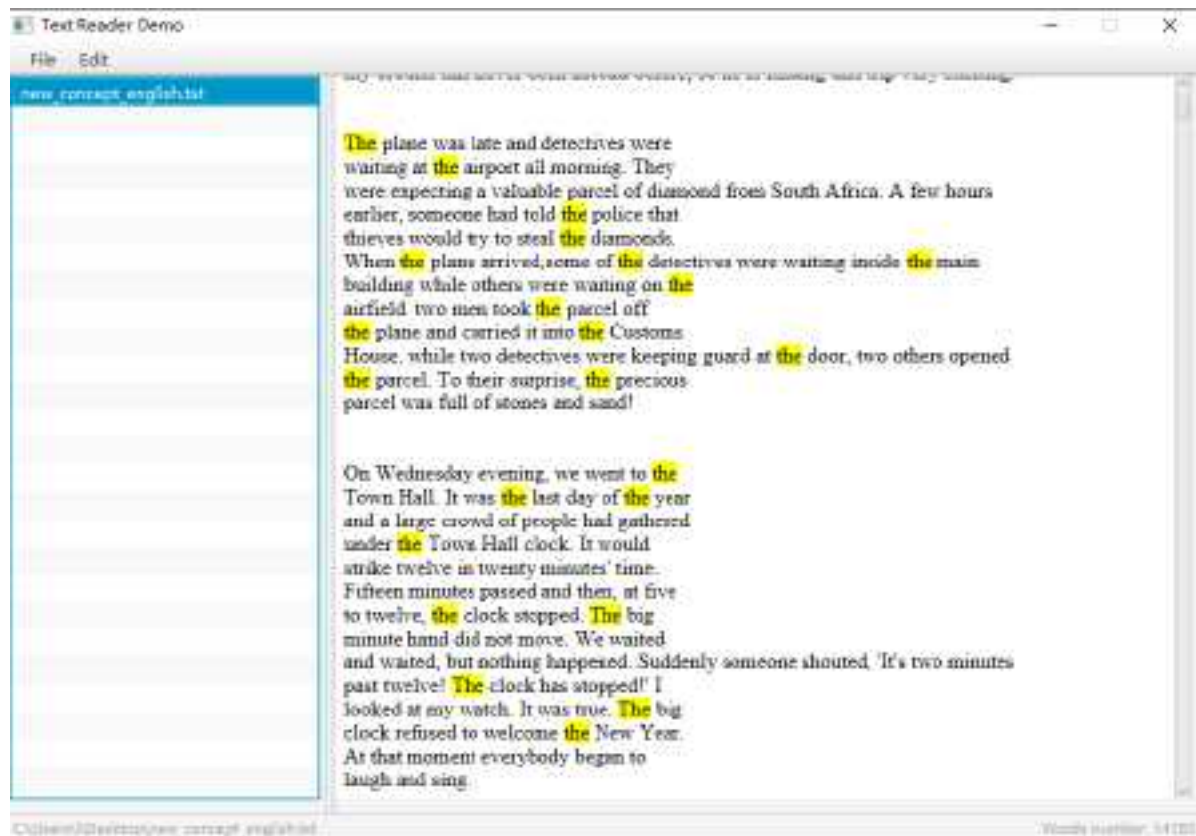 Text Reader Demo
File Edit
new_concept_english.txt
The plane was late and detectives were
waiting at the airport all morning. They
were expecting a valuable parcel of diamond from South Africa. A few hours
earlier, someone had told the police that
thieves would try to steal the diamonds.
When the plane arrived,some of the detectives were waiting inside the main
building while others were waiting on the
airfield. two men took the parcel off
the plane and carried it into the Customs
House. while two detectives were keeping guard at the door, two others opened
the parcel. To their surprise, the precious
parcel was full of stones and sand!
On Wednesday evening, we went to the
Town Hall. It was the last day of the year
and a large crowd of people had gathered
under the Town Hall clock. It would
strike twelve in twenty minutes' time.
Fifteen minutes passed and then, at five
to twelve, the clock stopped. The big
minute hand did not move. We waited
and waited, but nothing happened. Suddenly someone shouted, 'It's two minutes
past twelve! The clock has stopped!' I
looked at my watch. It was true. The big
clock refused to welcome the New Year.
At that moment everybody began to
laugh and sing.
Words number: